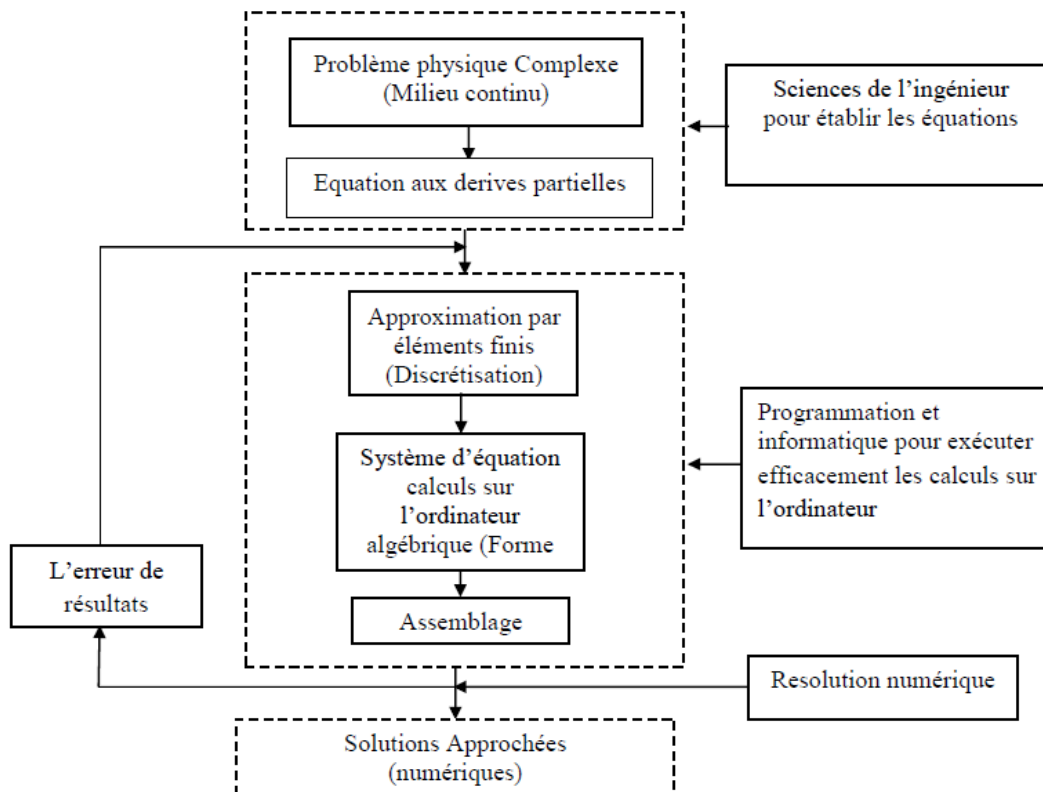 Problème physique Complexe
(Milieu continu)
Sciences de l'ingénieur
pour établir les équations
Equation aux derives partielles
Approximation par
éléments finis
(Discrétisation)
Programmation et
informatique pour exécuter
efficacement les calculs sur
l'ordinateur
Système d'équation
calculs sur
l'ordinateur
algébrique (Forme
L'erreur de
résultats
Assemblage
Resolution numérique
Solutions Approchées
(numériques)